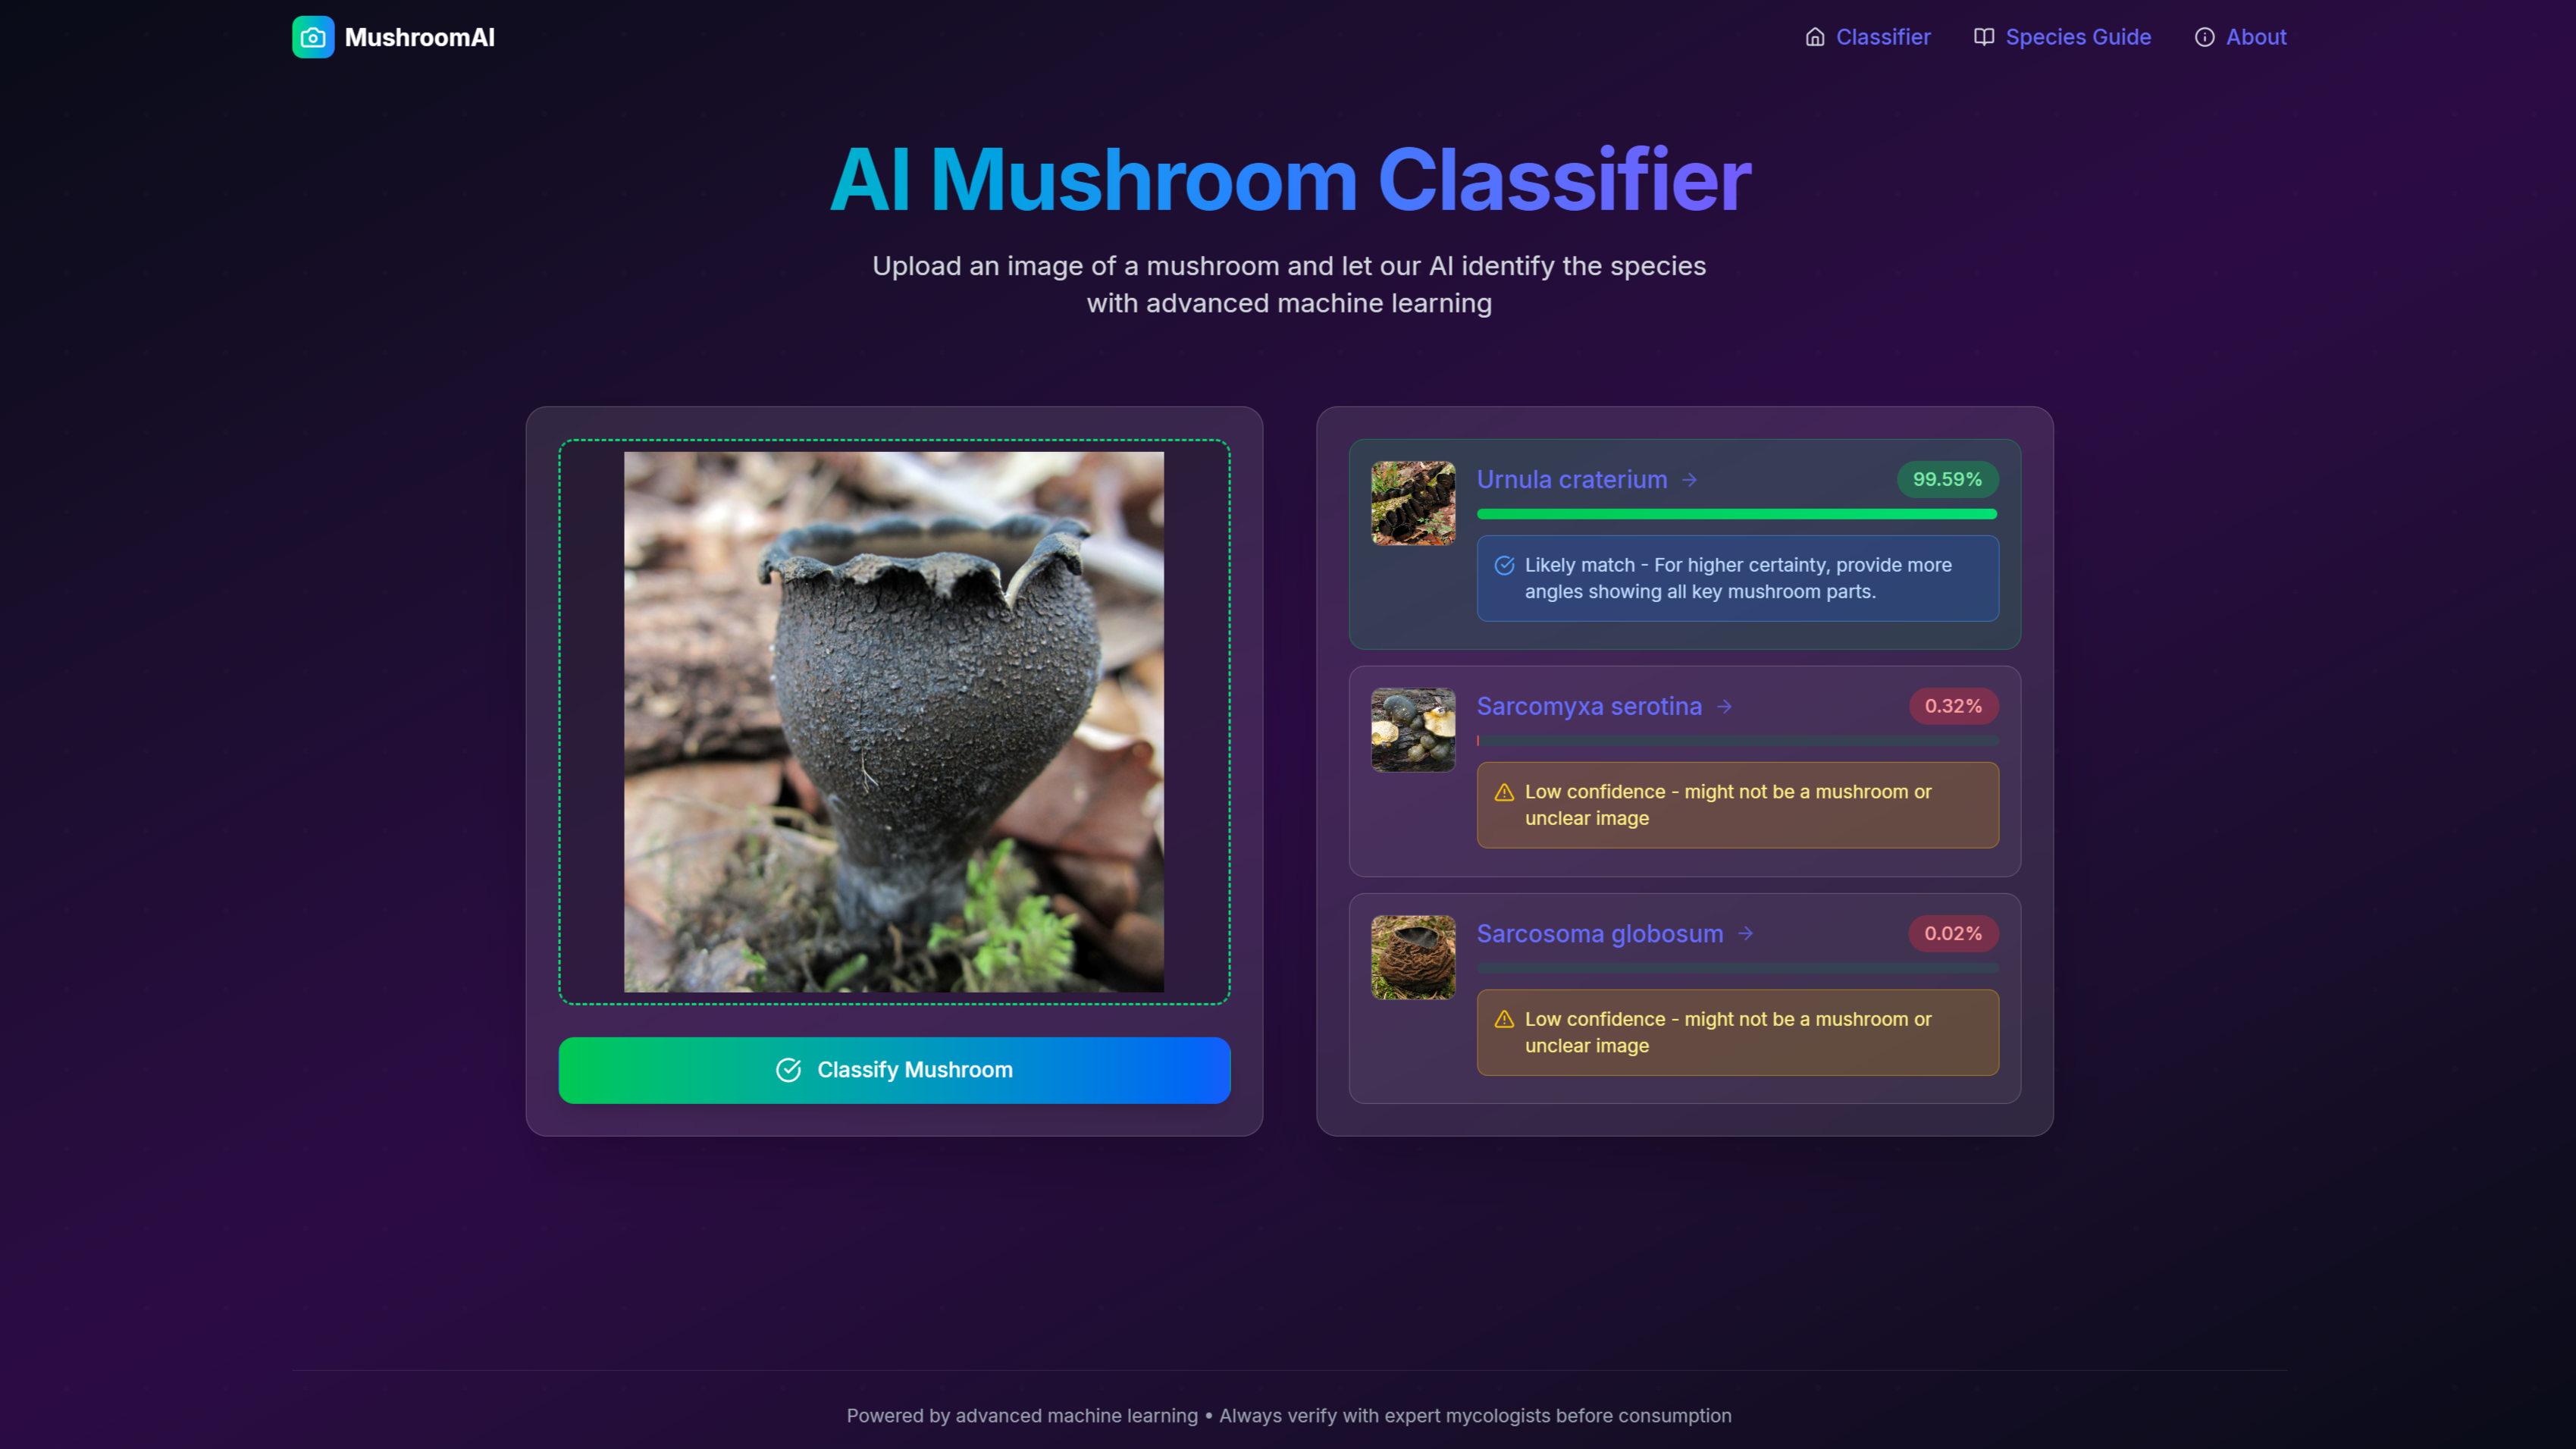 MushroomAI
Classifier
Species Guide
About
AI Mushroom Classifier
Upload an image of a mushroom and let our AI identify the species
with advanced machine learning
Classify Mushroom
Urnula craterium
99.59%
Likely match - For higher certainty, provide more
angles showing all key mushroom parts.
Sarcomyxa serotina
0.32%
Low confidence - might not be a mushroom or
unclear image
Sarcosoma globosum
0.02%
Low confidence - might not be a mushroom or
unclear image
Powered by advanced machine learning • Always verify with expert mycologists before consumption